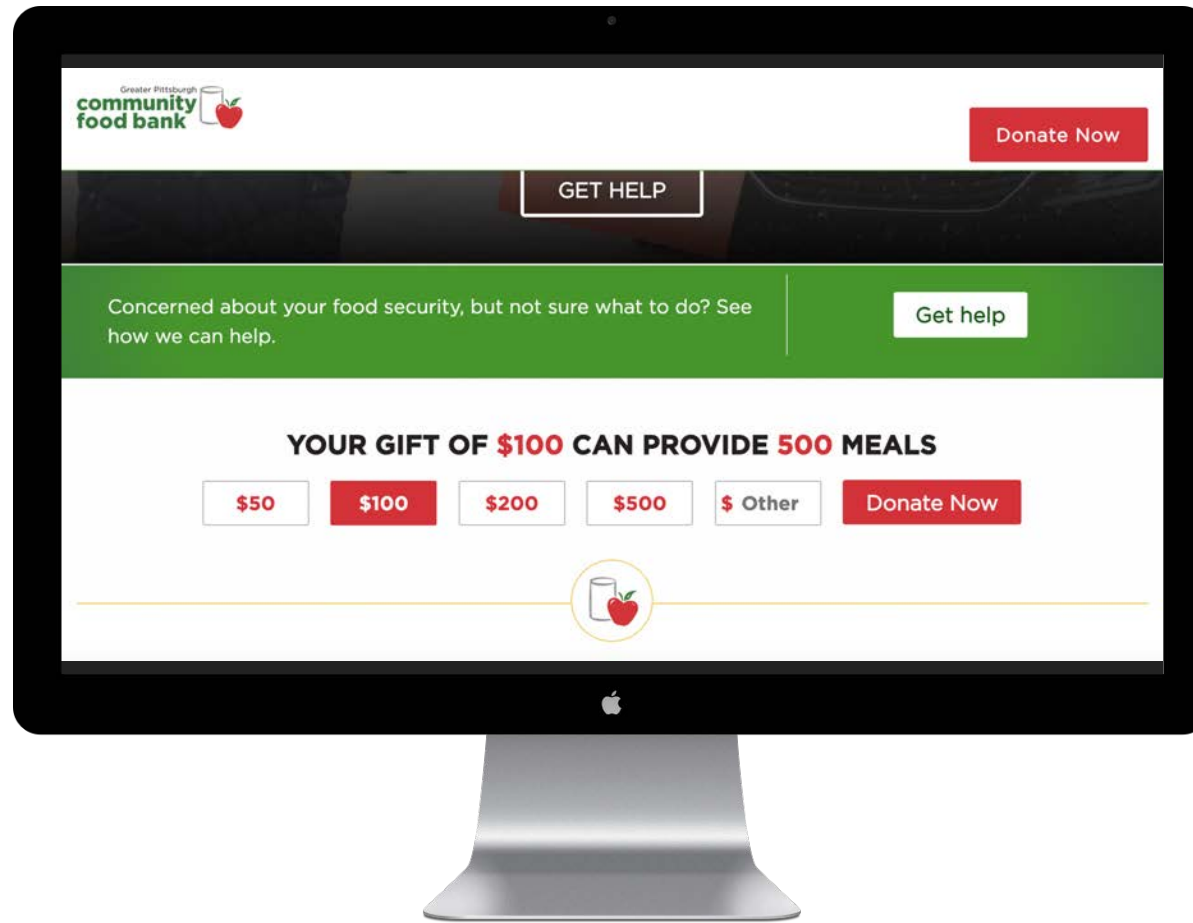 Greater Pittsburgh
community
food bank
Donate Now
GET HELP
Concerned about your food security, but not sure what to do? See
how we can help.
Get help
YOUR GIFT OF $100 CAN PROVIDE 500 MEALS
$50
$100
$200
$500
$ Other
Donate Now